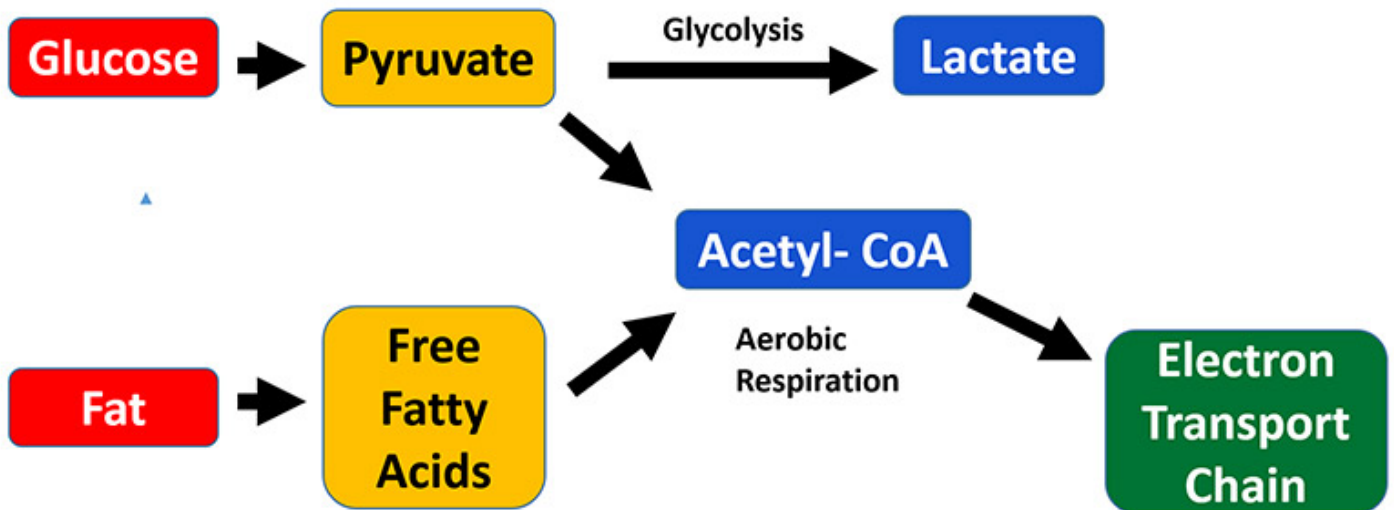 Glucose
Pyruvate
Glycolysis
Lactate
Acetyl- CoA
Fat
Free
Fatty
Acids
Aerobic
Respiration
Electron
Transport
Chain